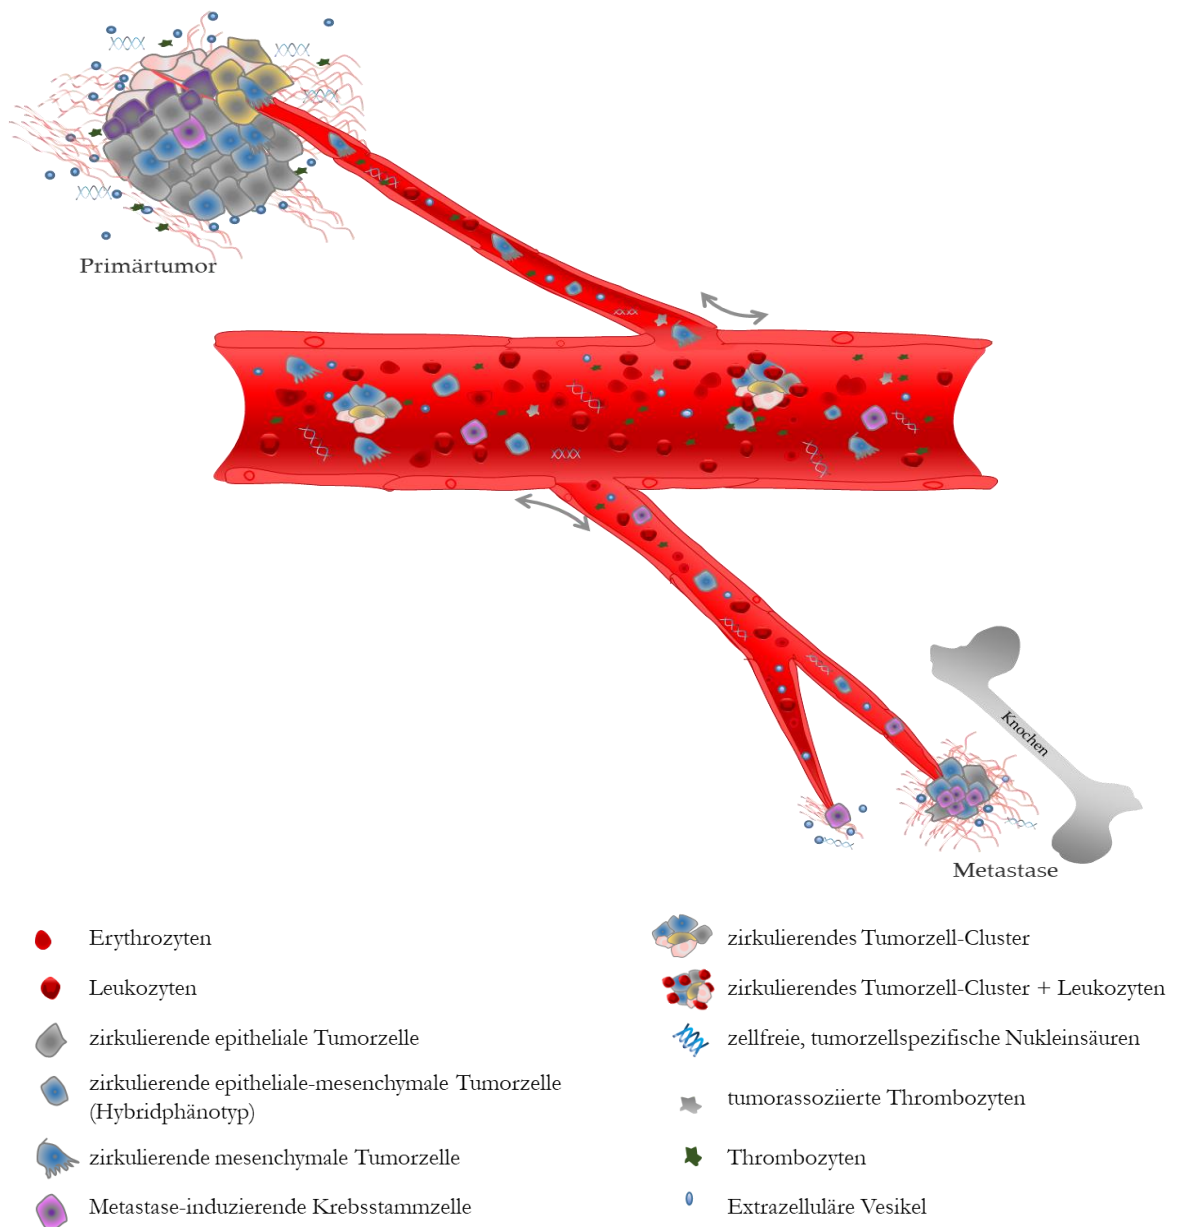 Primärtumor
Knochen
Metastase
Erythrozyten
Leukozyten
zirkulierende epitheliale Tumorzelle
zirkulierende epitheliale-mesenchymale Tumorzelle
(Hybridphänotyp)
zirkulierende mesenchymale Tumorzelle
Metastase-induzierende Krebsstammzelle
zirkulierendes Tumorzell-Cluster
zirkulierendes Tumorzell-Cluster + Leukozyten
zellfreie, tumorzellspezifische Nukleinsäuren
tumorassoziierte Thrombozyten
Thrombozyten
Extrazelluläre Vesikel